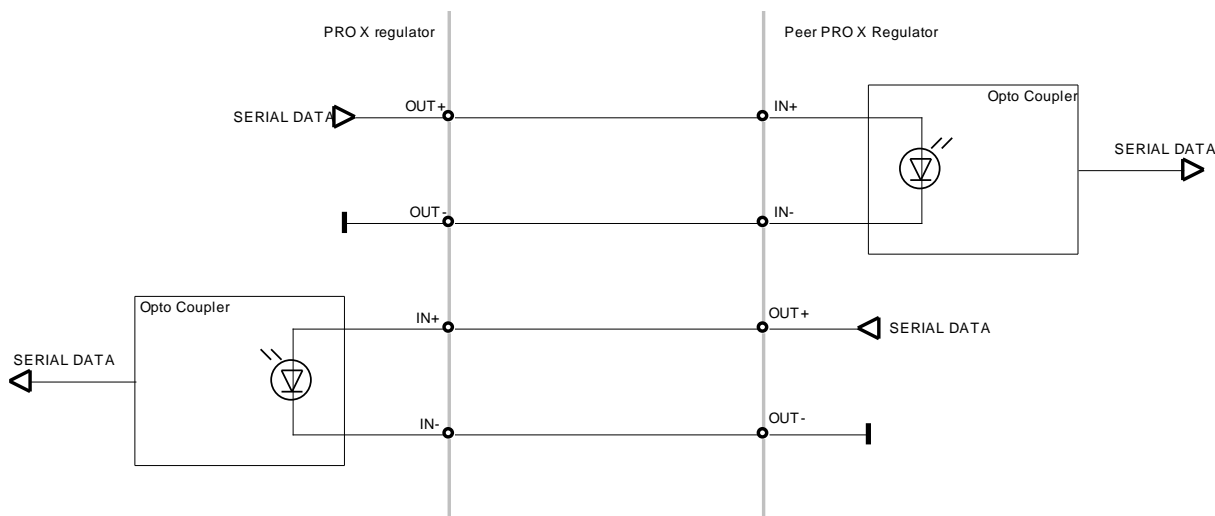 PRO X regulator
Peer PRO X Regulator
Opto Coupler
OUT+
IN+
SERIAL DATA
SERIAL DATA
OUT-
IN-
Opto Coupler
IN+
OUT+
SERIAL DATA
SERIAL DATA
IN-
OUT-